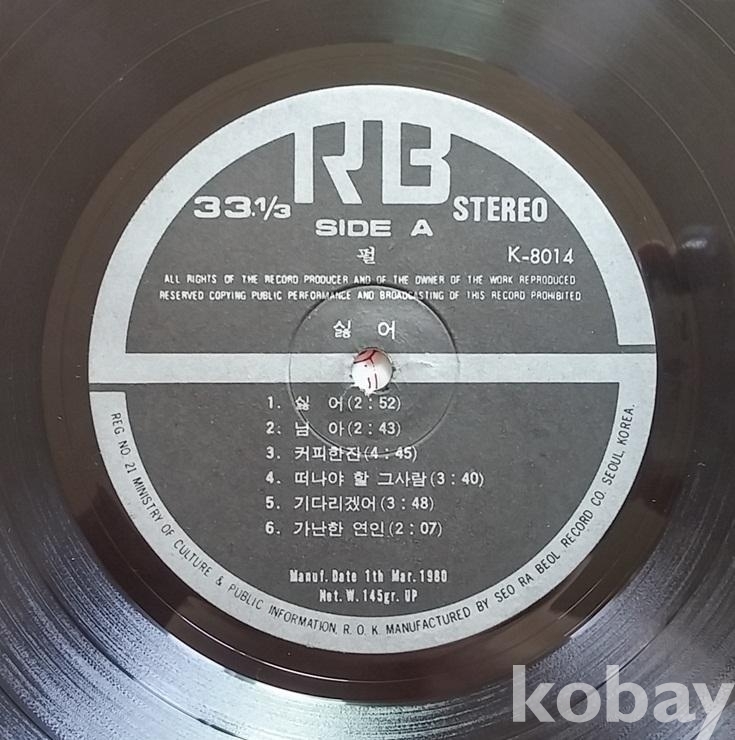 RB
33.1/3 SIDE A STEREO
펄 K-8014
ALL RIGHTS OF THE RECORD PRODUCER AND OF THE OWNER OF THE WORK REPRODUCED
RESERVED COPYING PUBLIC PERFORMANCE AND BROADCASTING OF THIS RECORD PROHIBITED
싫 어
1. 싫 어(2:52)
2. 님 아(2:43)
3. 커피한잔(4:45)
4. 떠나야 할 그사람(3:40)
5. 기다리겠어(3:48)
6. 가난한 연인(2:07)
Manuf. Date 1th Mar. 1980
Net. W. 145gr. UP
REG NO. 21 MINISTRY OF CULTURE & PUBLIC INFORMATION, R. O. K. MANUFACTURED BY SEO RA BEOL RECORD CO. SEOUL, KOREA.
kobay